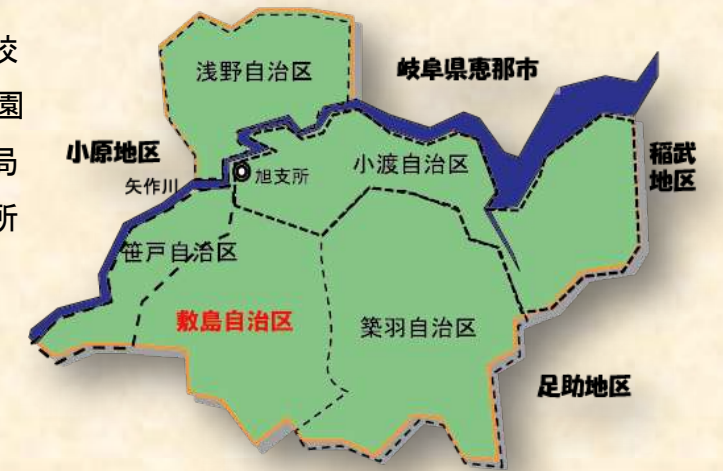 校
園
局
所
浅野自治区
岐阜県恵那市
小原地区
矢作川
旭支所
小渡自治区
稲武
地区
笹戸自治区
敷島自治区
築羽自治区
足助地区